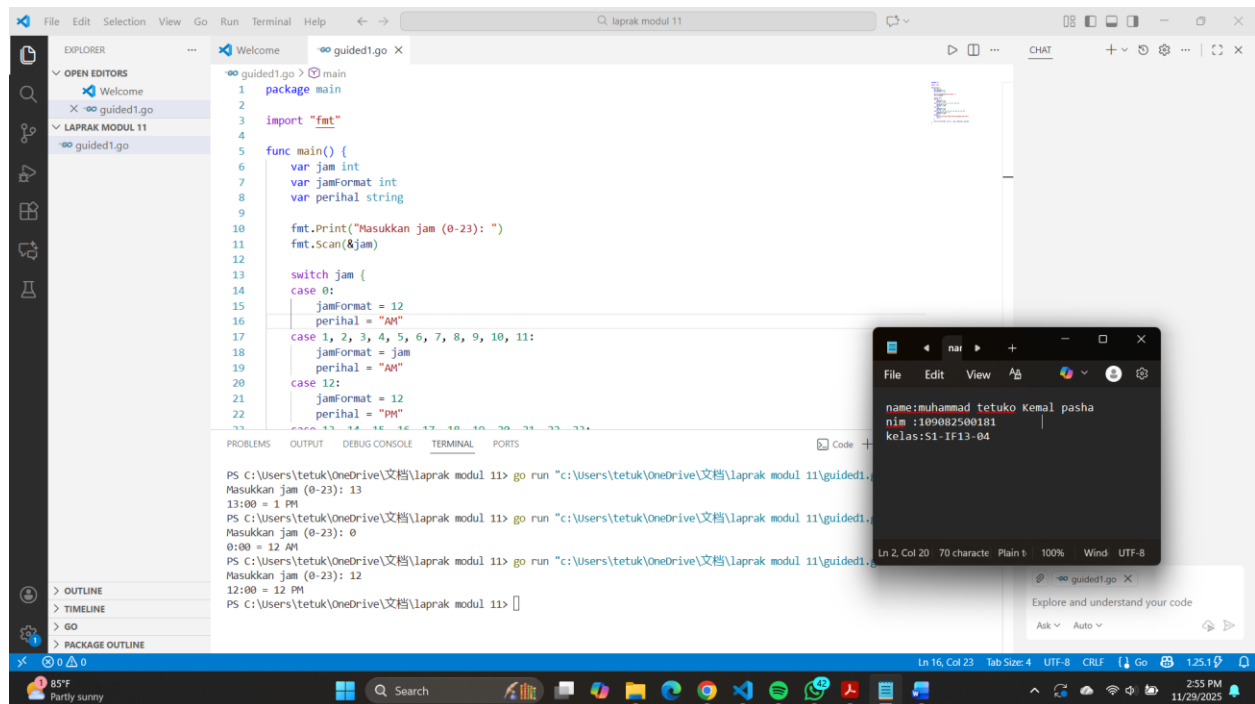 File Edit Selection View Go Run Terminal Help
laprak modul 11
EXPLORER
OPEN EDITORS
Welcome
guided1.go
LAPRAK MODUL 11
guided1.go
OUTLINE
TIMELINE
GO
PACKAGE OUTLINE
Welcome guided1.go
guided1.go > main
1 package main
2
3 import "fmt"
4
5 func main() {
6 var jam int
7 var jamFormat int
8 var perihal string
9
10 fmt.Print("Masukkan jam (0-23): ")
11 fmt.Scan(&jam)
12
13 switch jam {
14 case 0:
15 jamFormat = 12
16 perihal = "AM"
17 case 1, 2, 3, 4, 5, 6, 7, 8, 9, 10, 11:
18 jamFormat = jam
19 perihal = "AM"
20 case 12:
21 jamFormat = 12
22 perihal = "PM"
PROBLEMS OUTPUT DEBUG CONSOLE TERMINAL PORTS Code
PS C:\Users\tetuk\OneDrive\文档\laprak modul 11> go run "c:\Users\tetuk\OneDrive\文档\laprak modul 11\guided1.
Masukkan jam (0-23): 13
13:00 = 1 PM
PS C:\Users\tetuk\OneDrive\文档\laprak modul 11> go run "c:\Users\tetuk\OneDrive\文档\laprak modul 11\guided1.
Masukkan jam (0-23): 0
0:00 = 12 AM
PS C:\Users\tetuk\OneDrive\文档\laprak modul 11> go run "c:\Users\tetuk\OneDrive\文档\laprak modul 11\guided1.
Masukkan jam (0-23): 12
12:00 = 12 PM
PS C:\Users\tetuk\OneDrive\文档\laprak modul 11>
CHAT
nar
File Edit View
name:muhammad tetuko Kemal pasha
nim :109082500181
kelas:S1-IF13-04
Ln 2, Col 20 70 characte Plain t 100% Wind UTF-8
guided1.go
Explore and understand your code
Ask Auto
0 0
Ln 16, Col 23 Tab Size: 4 UTF-8 CRLF Go 1.25.1
85°F
Partly sunny
Search
42
2:55 PM
11/29/2025